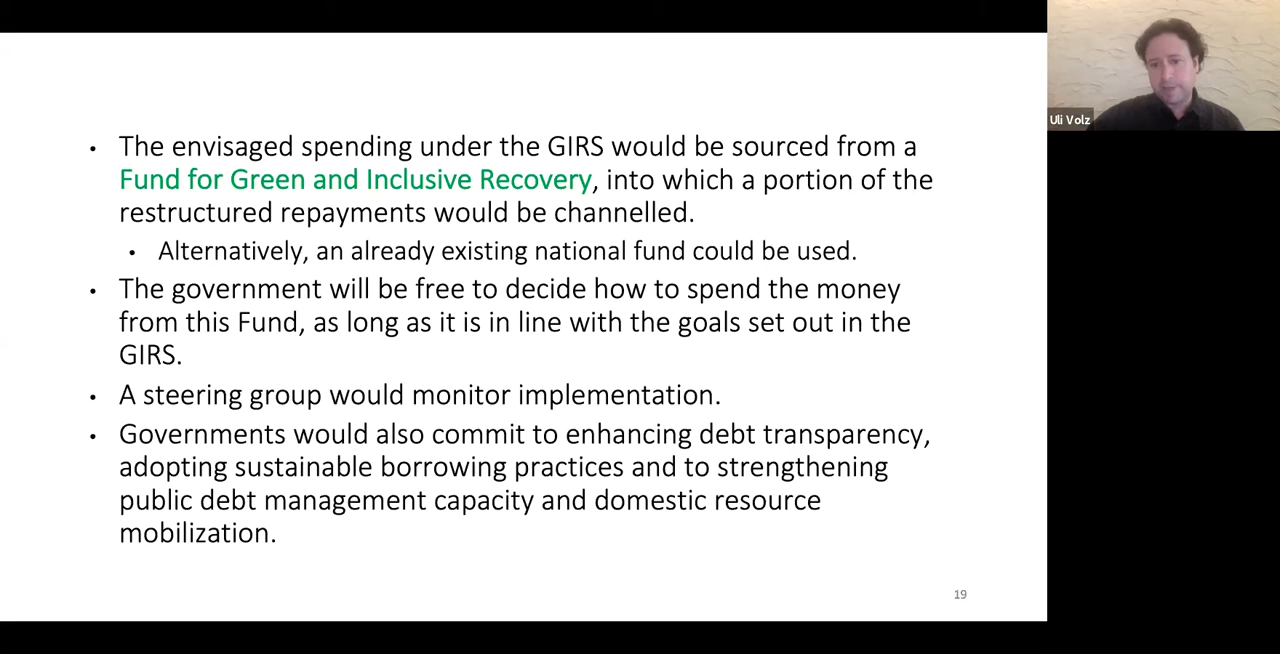 • The envisaged spending under the GIRS would be sourced from a
Fund for Green and Inclusive Recovery, into which a portion of the
restructured repayments would be channelled.
• Alternatively, an already existing national fund could be used.
• The government will be free to decide how to spend the money
from this Fund, as long as it is in line with the goals set out in the
GIRS.
• A steering group would monitor implementation.
• Governments would also commit to enhancing debt transparency,
adopting sustainable borrowing practices and to strengthening
public debt management capacity and domestic resource
mobilization.
19
Uli Volz